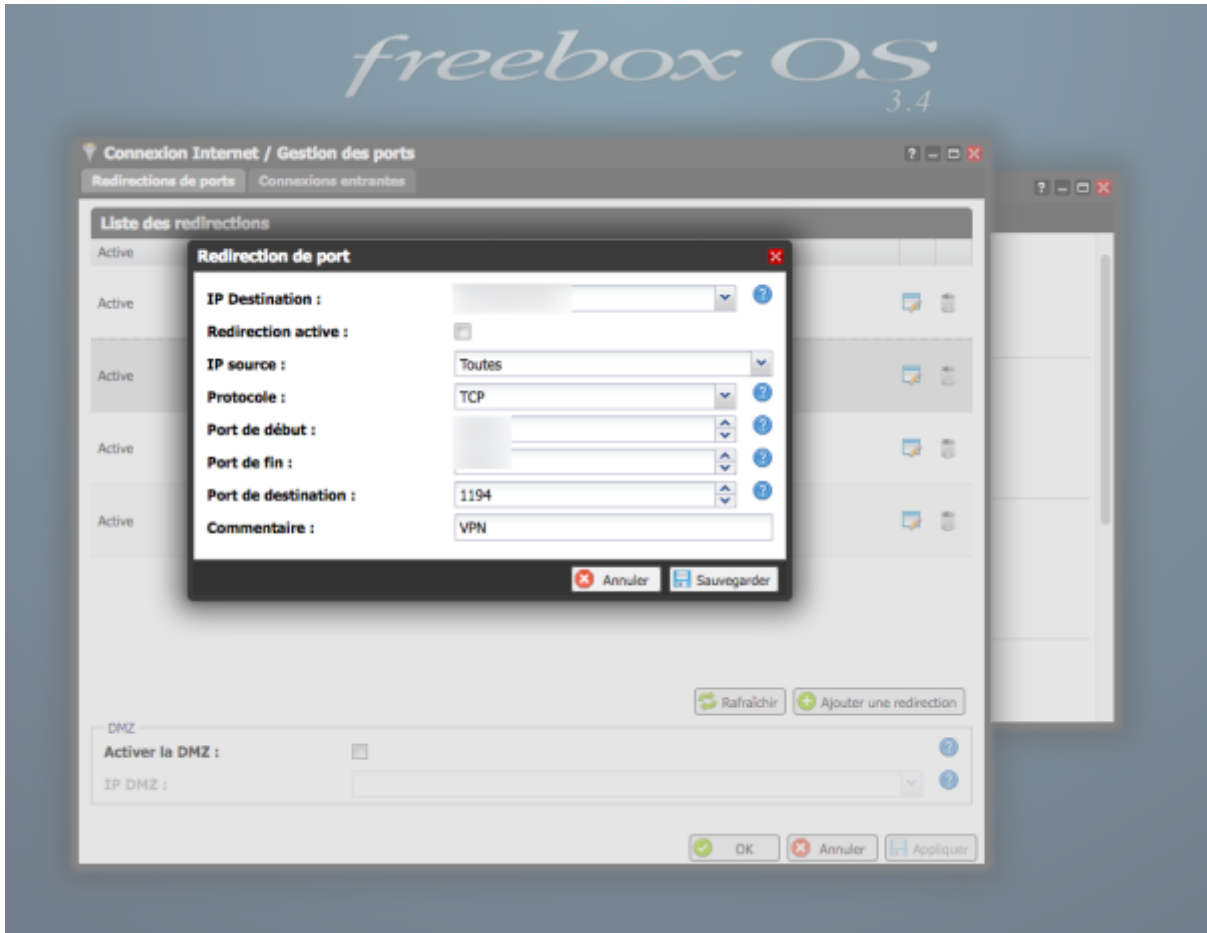 freebox OS
3.4
Connexion Internet / Gestion des ports
Redirections de ports Connexions entrantes
Liste des redirections
Active
Redirection de port
IP Destination :
Active
Redirection active :
IP source : Toutes
Active
Protocole : TCP
Port de début :
Active
Port de fin :
Port de destination : 1194
Active
Commentaire : VPN
Annuler Sauvegarder
Rafraîchir Ajouter une redirection
DMZ
Activer la DMZ :
IP DMZ :
OK Annuler Appliquer